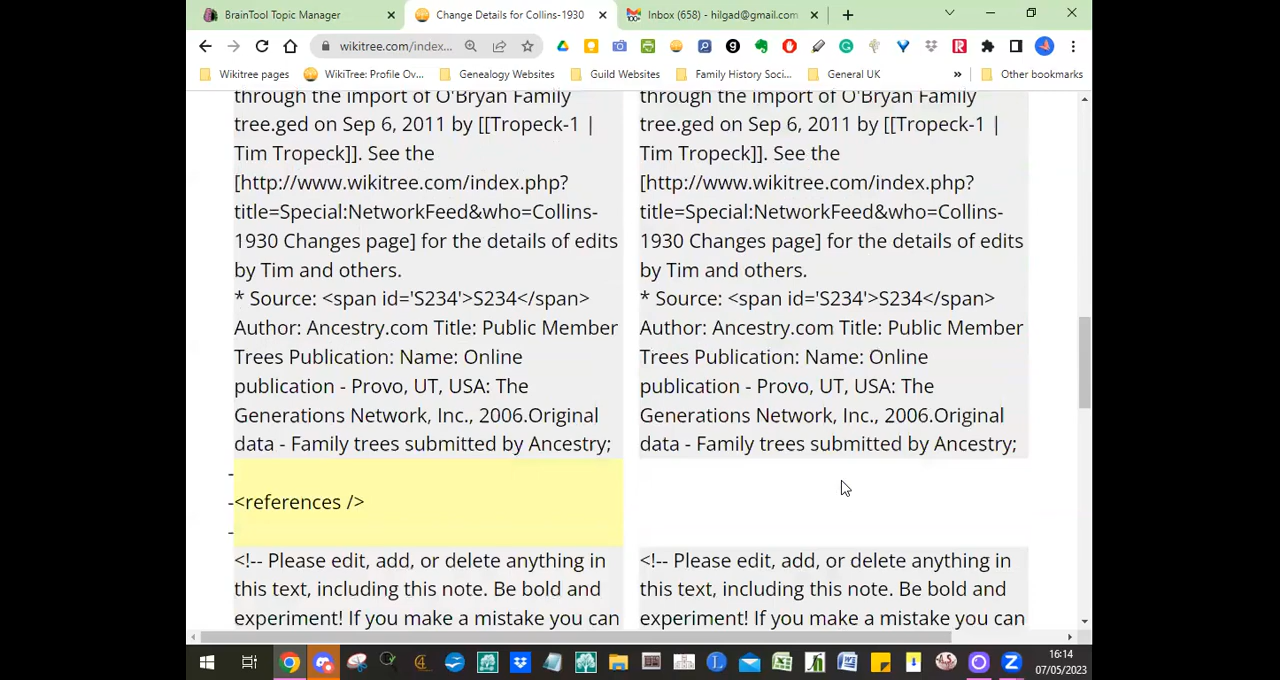 BrainTool Topic Manager
Change Details for Collins-1930
Inbox (658) - hilgad@gmail.com
wikitree.com/index...
Wikitree pages
WikiTree: Profile Ov...
Genealogy Websites
Guild Websites
Family History Soci...
General UK
»
Other bookmarks
through the import of O'Bryan Family
tree.ged on Sep 6, 2011 by [[Tropeck-1 |
Tim Tropeck]]. See the
[http://www.wikitree.com/index.php?
title=Special:NetworkFeed&who=Collins-
1930 Changes page] for the details of edits
by Tim and others.
* Source: <span id='S234'>S234</span>
Author: Ancestry.com Title: Public Member
Trees Publication: Name: Online
publication - Provo, UT, USA: The
Generations Network, Inc., 2006.Original
data - Family trees submitted by Ancestry;
-
-<references />
-
<!-- Please edit, add, or delete anything in
this text, including this note. Be bold and
experiment! If you make a mistake you can
through the import of O'Bryan Family
tree.ged on Sep 6, 2011 by [[Tropeck-1 |
Tim Tropeck]]. See the
[http://www.wikitree.com/index.php?
title=Special:NetworkFeed&who=Collins-
1930 Changes page] for the details of edits
by Tim and others.
* Source: <span id='S234'>S234</span>
Author: Ancestry.com Title: Public Member
Trees Publication: Name: Online
publication - Provo, UT, USA: The
Generations Network, Inc., 2006.Original
data - Family trees submitted by Ancestry;
<!-- Please edit, add, or delete anything in
this text, including this note. Be bold and
experiment! If you make a mistake you can
16:14
07/05/2023